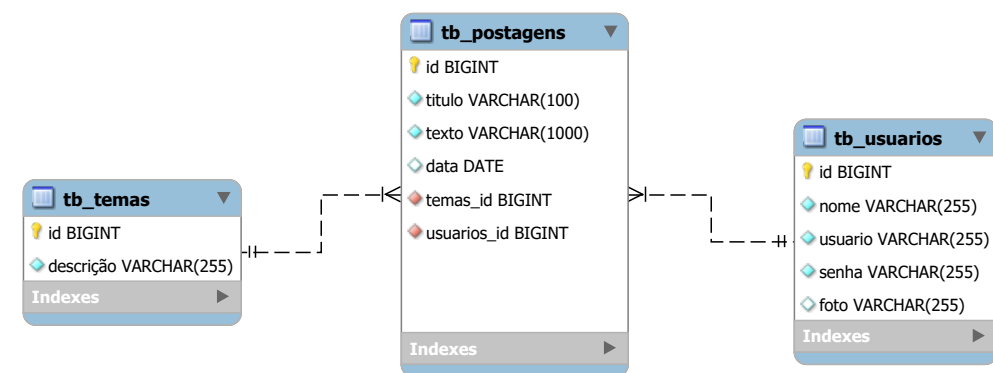 tb_postagens
id BIGINT
titulo VARCHAR(100)
texto VARCHAR(1000)
data DATE
temas_id BIGINT
usuarios_id BIGINT
Indexes
tb_temas
id BIGINT
descrição VARCHAR(255)
Indexes
tb_usuarios
id BIGINT
nome VARCHAR(255)
usuario VARCHAR(255)
senha VARCHAR(255)
foto VARCHAR(255)
Indexes